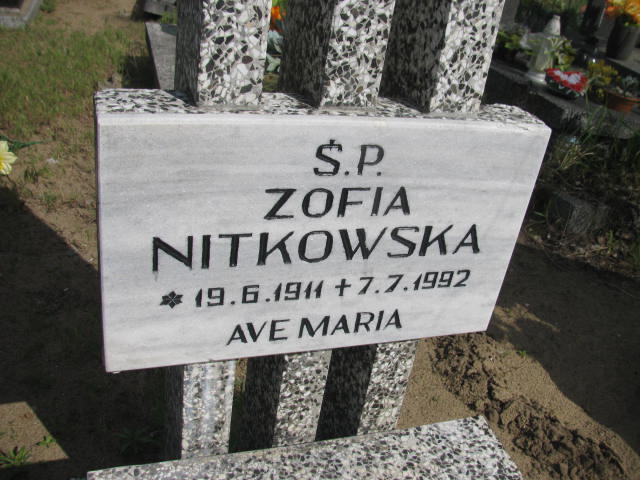 Ś.P.
ZOFIA
NITKOWSKA
* 19.6.1911 + 7.7.1992
AVE MARIA